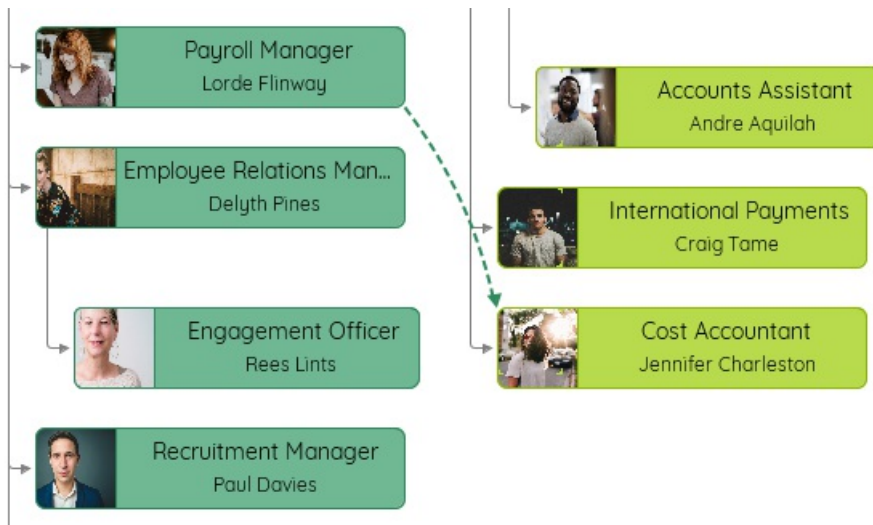 Payroll Manager
Lorde Flinway
Employee Relations Man...
Delyth Pines
Engagement Officer
Rees Lints
Recruitment Manager
Paul Davies
Accounts Assistant
Andre Aquilah
International Payments
Craig Tame
Cost Accountant
Jennifer Charleston